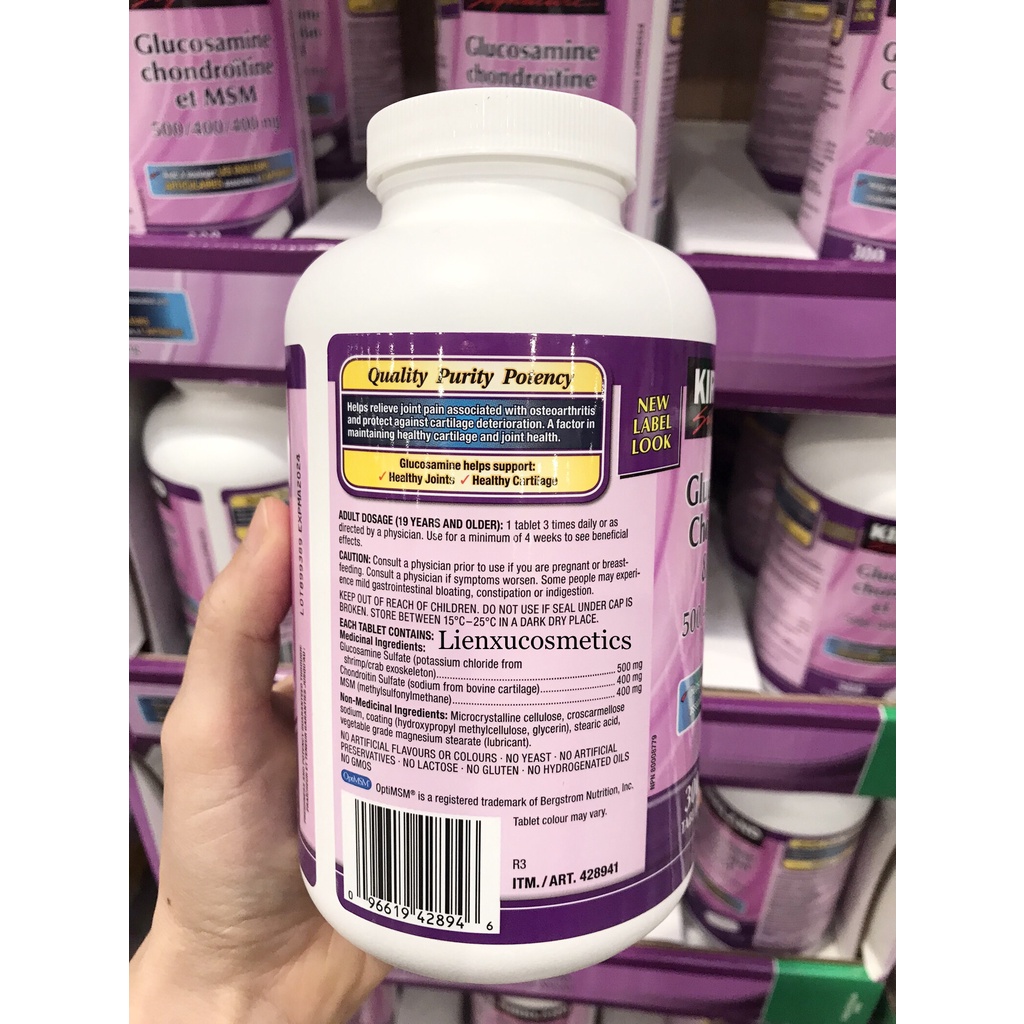 Glucosamine
chondroïtine
et MSM
500/400/400 mg
Glucosamine
chondroïtine
300
Quality Purity Potency
Helps relieve joint pain associated with osteoarthritis
and protect against cartilage deterioration. A factor in
maintaining healthy cartilage and joint health.
Glucosamine helps support:
✓ Healthy Joints ✓ Healthy Cartilage
NEW
LABEL
LOOK
LOT899389 EXPMA2024
ADULT DOSAGE (19 YEARS AND OLDER): 1 tablet 3 times daily or as
directed by a physician. Use for a minimum of 4 weeks to see beneficial
effects.
CAUTION: Consult a physician prior to use if you are pregnant or breast-
feeding. Consult a physician if symptoms worsen. Some people may experi-
ence mild gastrointestinal bloating, constipation or indigestion.
KEEP OUT OF REACH OF CHILDREN. DO NOT USE IF SEAL UNDER CAP IS
BROKEN. STORE BETWEEN 15°C–25°C IN A DARK DRY PLACE.
EACH TABLET CONTAINS:
Lienxucosmetics
Medicinal Ingredients:
Glucosamine Sulfate (potassium chloride from
shrimp/crab exoskeleton)........ 500 mg
Chondroitin Sulfate (sodium from bovine cartilage)........ 400 mg
MSM (methylsulfonylmethane)........ 400 mg
Non-Medicinal Ingredients: Microcrystalline cellulose, croscarmellose
sodium, coating (hydroxypropyl methylcellulose, glycerin), stearic acid,
vegetable grade magnesium stearate (lubricant).
NO ARTIFICIAL FLAVOURS OR COLOURS · NO YEAST · NO ARTIFICIAL
PRESERVATIVES · NO LACTOSE · NO GLUTEN · NO HYDROGENATED OILS
NO GMOS
OptiMSM
OptiMSM® is a registered trademark of Bergstrom Nutrition, Inc.
Tablet colour may vary.
NPN 80008779
R3
ITM./ART. 428941
0 96619 42894 6